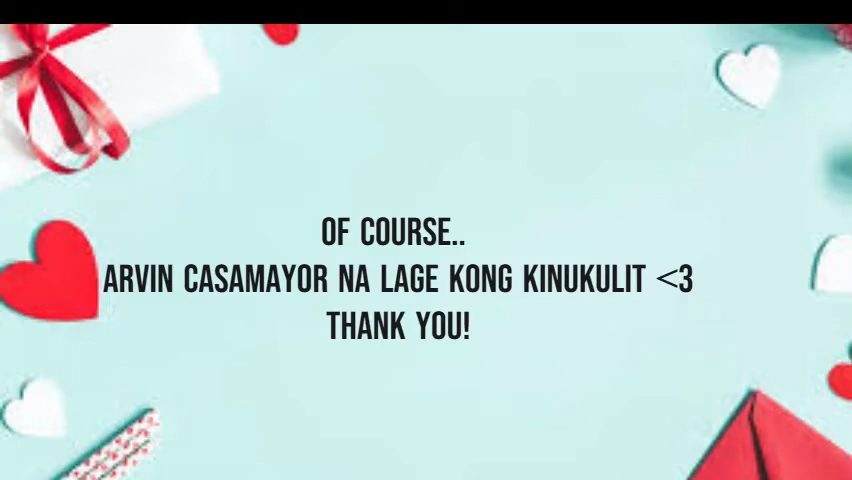 OF COURSE..
ARVIN CASAMAYOR NA LAGE KONG KINUKULIT <3
THANK YOU!